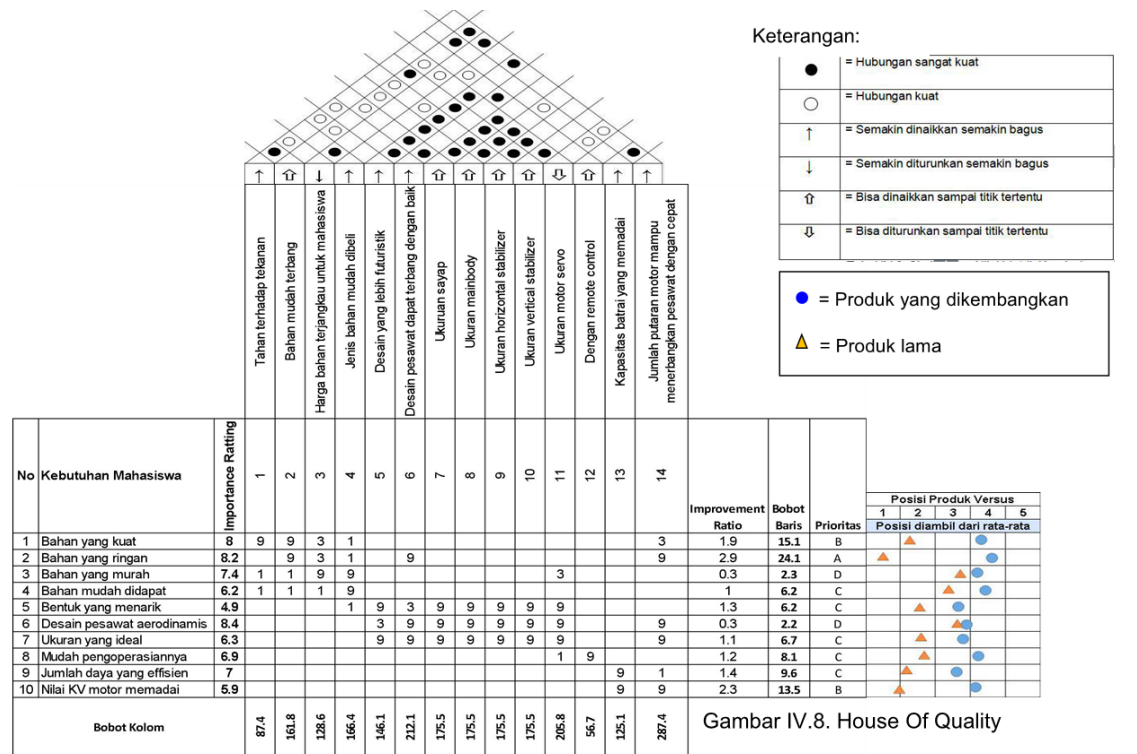 Keterangan:
● = Hubungan sangat kuat
○ = Hubungan kuat
↑ = Semakin dinaikkan semakin bagus
↓ = Semakin diturunkan semakin bagus
⇧ = Bisa dinaikkan sampai titik tertentu
⇩ = Bisa diturunkan sampai titik tertentu
= Produk yang dikembangkan
= Produk lama
↑ ⇧ ↓ ↑ ↑ ↑ ⇧ ⇧ ⇧ ⇧ ⇩ ⇧ ↑ ↑
Tahan terhadap tekanan
Bahan mudah terbang
Harga bahan terjangkau untuk mahasiswa
Jenis bahan mudah dibeli
Desain yang lebih futuristik
Desain pesawat dapat terbang dengan baik
Ukuruan sayap
Ukuran mainbody
Ukuran horizontal stabilizer
Ukuran vertical stabilizer
Ukuran motor servo
Dengan remote control
Kapasitas batrai yang memadai
Jumlah putaran motor mampu
menerbangkan pesawat dengan cepat
No Kebutuhan Mahasiswa Importance Ratting 1 2 3 4 5 6 7 8 9 10 11 12 13 14 Improvement Ratio Bobot Baris Prioritas
Posisi Produk Versus
1 2 3 4 5
Posisi diambil dari rata-rata
1 Bahan yang kuat 8 9 9 3 1 3 1.9 15.1 B
2 Bahan yang ringan 8.2 9 3 1 9 9 2.9 24.1 A
3 Bahan yang murah 7.4 1 1 9 9 3 0.3 2.3 D
4 Bahan mudah didapat 6.2 1 1 1 9 1 6.2 C
5 Bentuk yang menarik 4.9 1 9 3 9 9 9 9 9 1.3 6.2 C
6 Desain pesawat aerodinamis 8.4 3 9 9 9 9 9 9 9 0.3 2.2 D
7 Ukuran yang ideal 6.3 9 9 9 9 9 9 9 9 1.1 6.7 C
8 Mudah pengoperasiannya 6.9 1 9 1.2 8.1 C
9 Jumlah daya yang effisien 7 9 1 1.4 9.6 C
10 Nilai KV motor memadai 5.9 9 9 2.3 13.5 B
Bobot Kolom 87.4 161.8 128.6 166.4 146.1 212.1 175.5 175.5 175.5 175.5 205.8 56.7 125.1 287.4
Gambar IV.8. House Of Quality